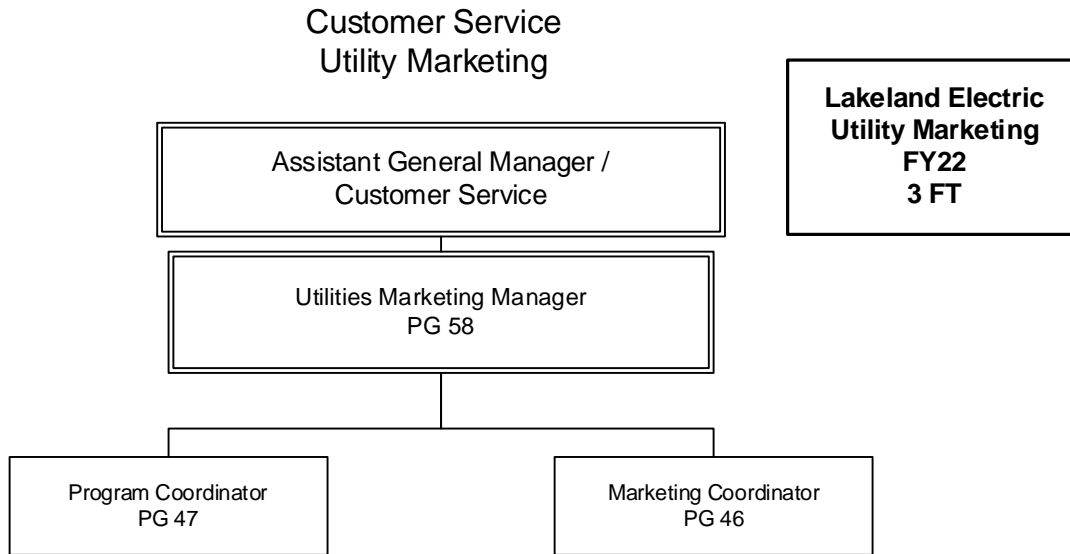 Customer Service
Utility Marketing
Lakeland Electric
Utility Marketing
FY22
3 FT
Assistant General Manager /
Customer Service
Utilities Marketing Manager
PG 58
Program Coordinator
PG 47
Marketing Coordinator
PG 46